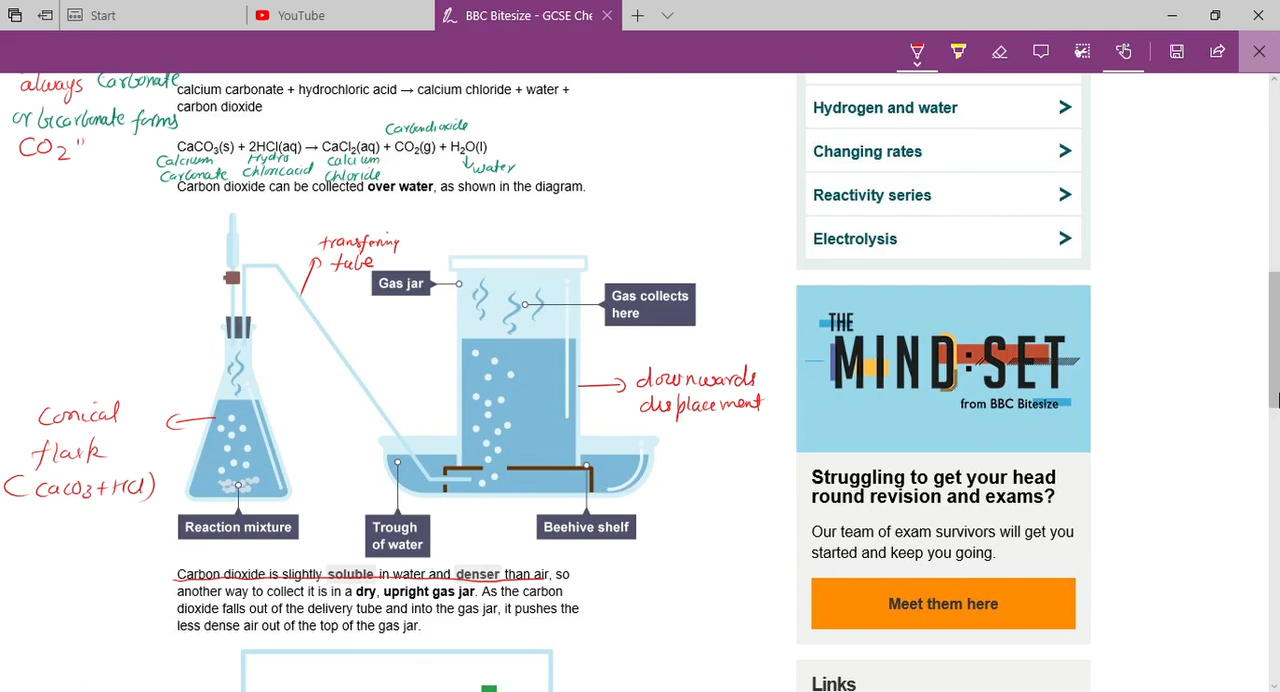 Start
YouTube
BBC Bitesize - GCSE Che
always Carbonate
or bicarbonate forms
CO2"
calcium carbonate + hydrochloric acid → calcium chloride + water +
carbon dioxide
Carbondioxide
CaCO₃(s) + 2HCl(aq) → CaCl₂(aq) + CO₂(g) + H₂O(l)
Calcium Carbonate
Hydro Chloricacid
Calcium Chloride
water
Carbon dioxide can be collected over water, as shown in the diagram.
transfering
tube
Gas jar
Gas collects
here
downwards
displacement
Conical
flask
(CaCO3+HCl)
Reaction mixture
Trough
of water
Beehive shelf
Carbon dioxide is slightly soluble in water and denser than air, so
another way to collect it is in a dry, upright gas jar. As the carbon
dioxide falls out of the delivery tube and into the gas jar, it pushes the
less dense air out of the top of the gas jar.
Hydrogen and water
Changing rates
Reactivity series
Electrolysis
THE
MIND:SET
from BBC Bitesize
Struggling to get your head
round revision and exams?
Our team of exam survivors will get you
started and keep you going.
Meet them here
Links